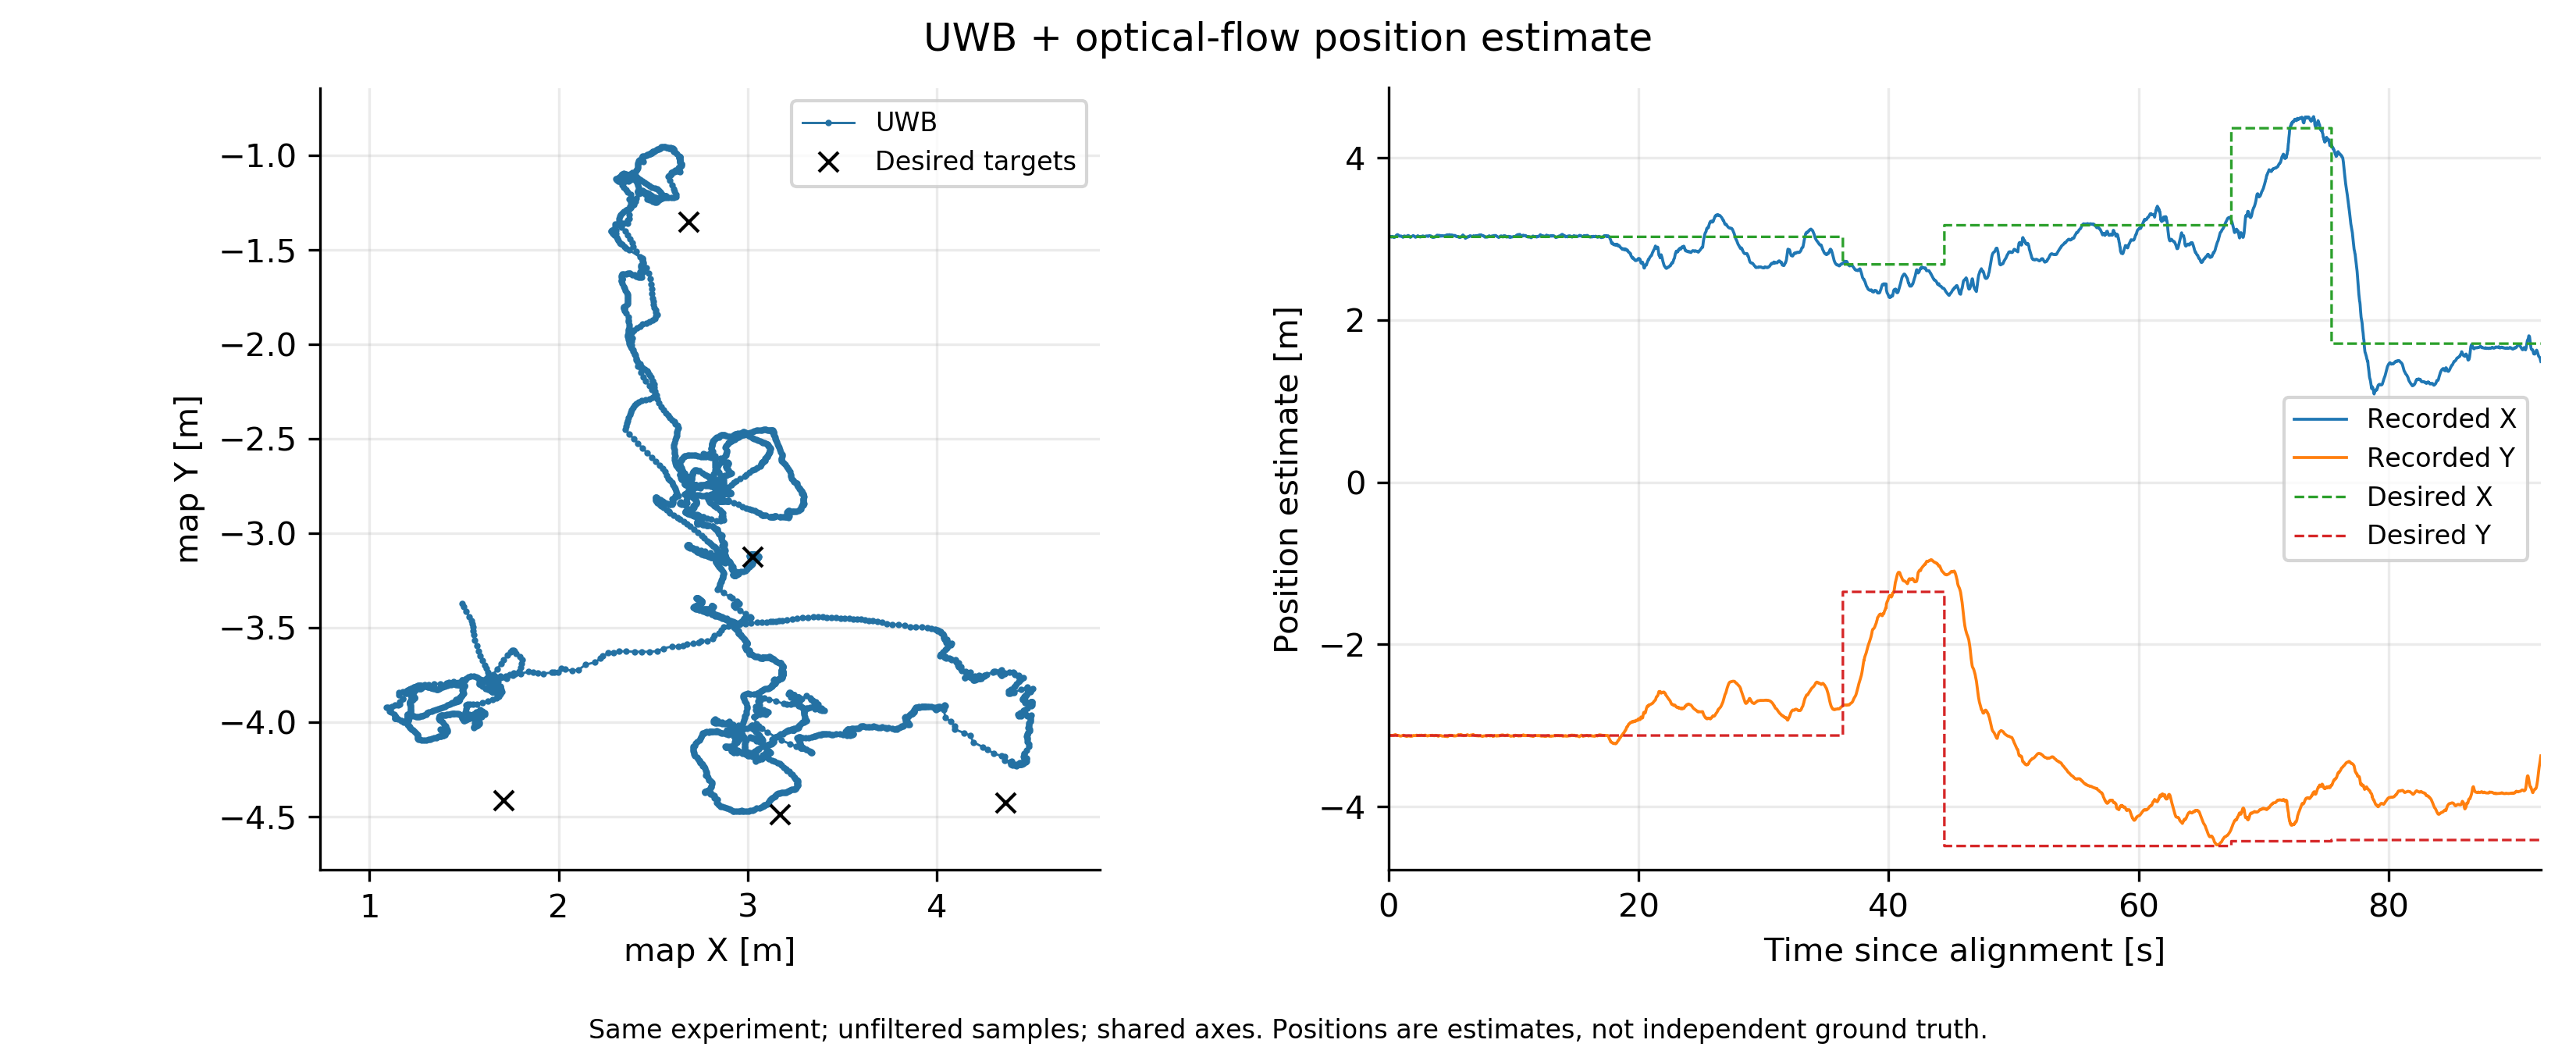 UWB + optical-flow position estimate
UWB
Desired targets
−1.0
−1.5
−2.0
−2.5
−3.0
−3.5
−4.0
−4.5
map Y [m]
1
2
3
4
map X [m]
4
2
0
−2
−4
Position estimate [m]
Recorded X
Recorded Y
Desired X
Desired Y
0
20
40
60
80
Time since alignment [s]
Same experiment; unfiltered samples; shared axes. Positions are estimates, not independent ground truth.